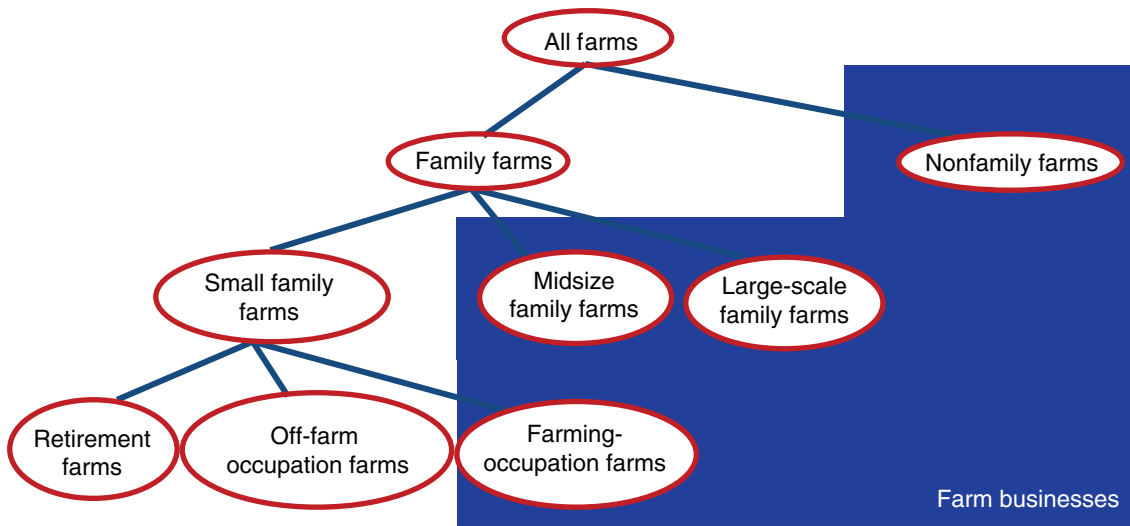 All farms
Family farms
Nonfamily farms
Small family
farms
Midsize
family farms
Large-scale
family farms
Retirement
farms
Off-farm
occupation farms
Farming-
occupation farms
Farm businesses